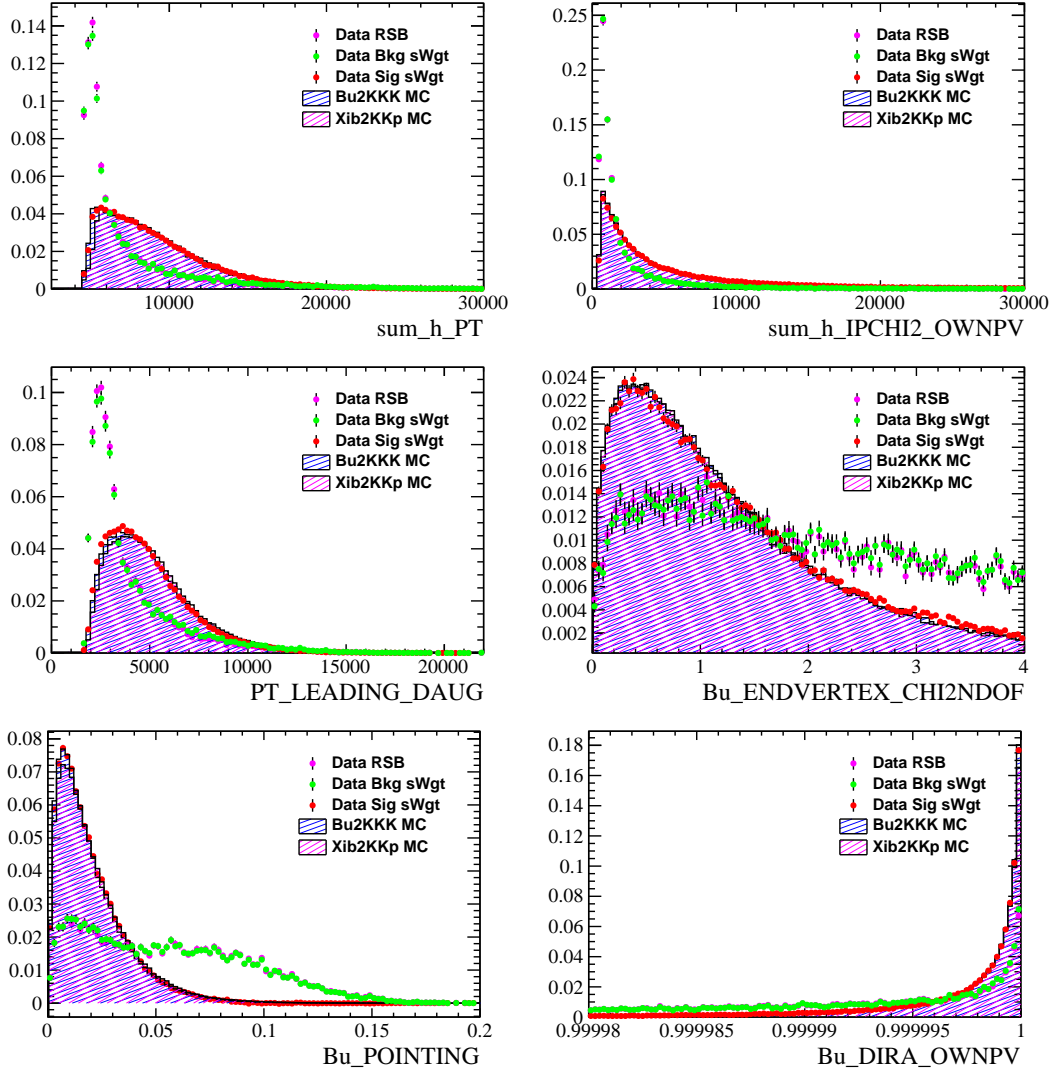 0.14
0.12
0.1
0.08
0.06
0.04
0.02
0
10000 20000 30000
sum_h_PT
Data RSB
Data Bkg sWgt
Data Sig sWgt
Bu2KKK MC
Xib2KKp MC
0.25
0.2
0.15
0.1
0.05
0
0 10000 20000 30000
sum_h_IPCHI2_OWNPV
Data RSB
Data Bkg sWgt
Data Sig sWgt
Bu2KKK MC
Xib2KKp MC
0.1
0.08
0.06
0.04
0.02
0
0 5000 10000 15000 20000
PT_LEADING_DAUG
Data RSB
Data Bkg sWgt
Data Sig sWgt
Bu2KKK MC
Xib2KKp MC
0.024
0.022
0.02
0.018
0.016
0.014
0.012
0.01
0.008
0.006
0.004
0.002
0 1 2 3 4
Bu_ENDVERTEX_CHI2NDOF
Data RSB
Data Bkg sWgt
Data Sig sWgt
Bu2KKK MC
Xib2KKp MC
0.08
0.07
0.06
0.05
0.04
0.03
0.02
0.01
0
0 0.05 0.1 0.15 0.2
Bu_POINTING
Data RSB
Data Bkg sWgt
Data Sig sWgt
Bu2KKK MC
Xib2KKp MC
0.18
0.16
0.14
0.12
0.1
0.08
0.06
0.04
0.02
0
0.99998 0.999985 0.99999 0.999995 1
Bu_DIRA_OWNPV
Data RSB
Data Bkg sWgt
Data Sig sWgt
Bu2KKK MC
Xib2KKp MC